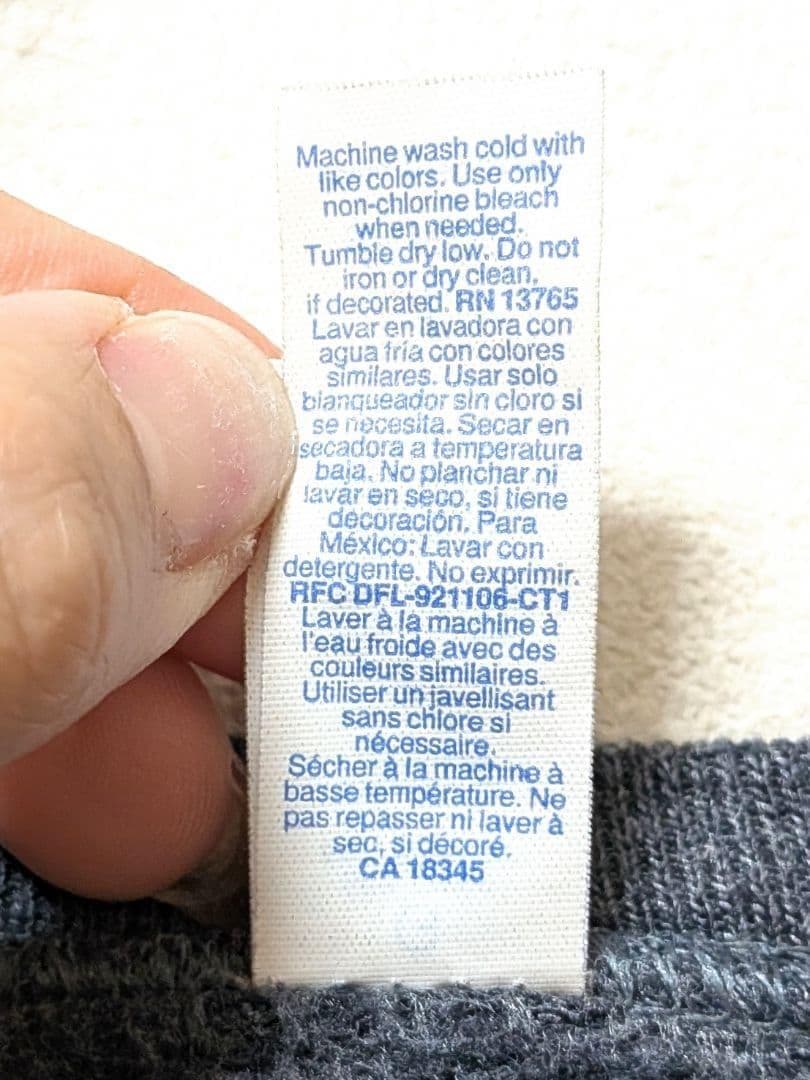 Machine wash cold with
like colors. Use only
non-chlorine bleach
when needed.
Tumble dry low. Do not
iron or dry clean,
if decorated. RN 13765
Lavar en lavadora con
agua fría con colores
similares. Usar solo
blanqueador sin cloro si
se necesita. Secar en
secadora a temperatura
baja. No planchar ni
lavar en seco, si tiene
decoración. Para
México: Lavar con
detergente. No exprimir.
RFC DFL-921106-CT1
Laver à la machine à
l'eau froide avec des
couleurs similaires.
Utiliser un javellisant
sans chlore si
nécessaire.
Sécher à la machine à
basse température. Ne
pas repasser ni laver à
sec, si décoré.
CA 18345